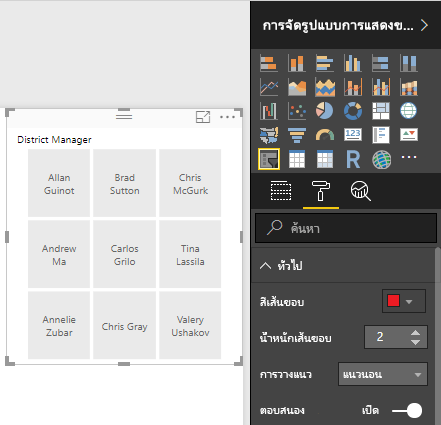 การจัดรูปแบบการแสดงข...
District Manager
Allan
Guinot
Brad
Sutton
Chris
McGurk
Andrew
Ma
Carlos
Grilo
Tina
Lassila
Annelie
Zubar
Chris Gray
Valery
Ushakov
123
R
ค้นหา
ทั่วไป
สีเส้นขอบ
น้ำหนักเส้นขอบ
2
การวางแนว
แนวนอน
ตอบสนอง
เปิด